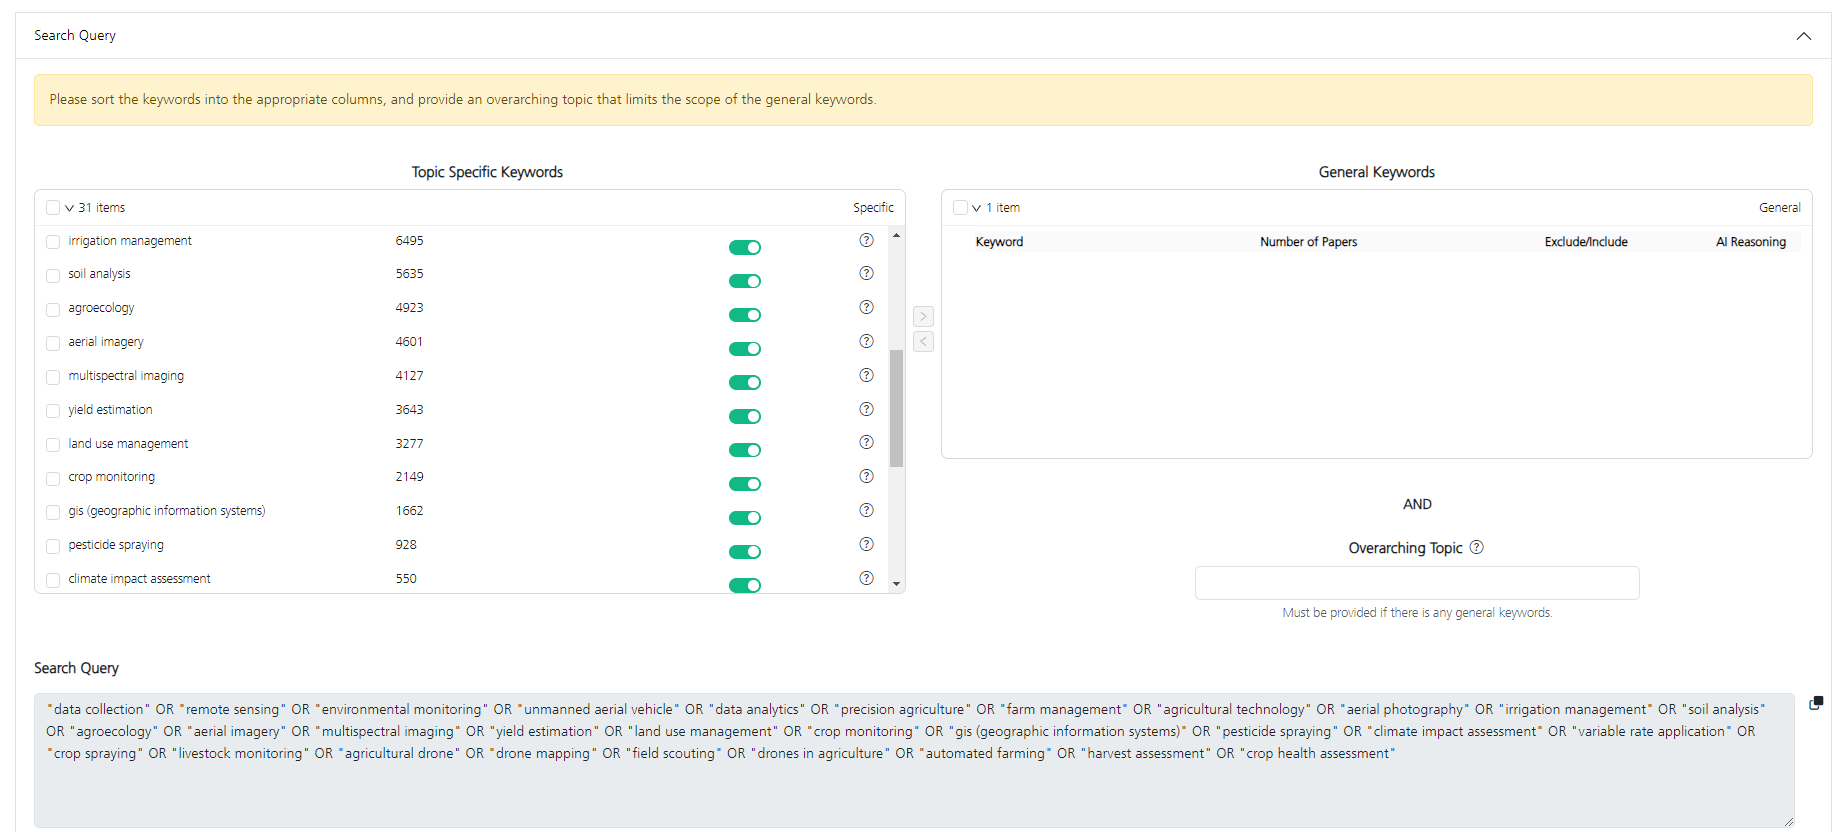 Search Query
Please sort the keywords into the appropriate columns, and provide an overarching topic that limits the scope of the general keywords.
Topic Specific Keywords
31 items Specific
irrigation management 6495
soil analysis 5635
agroecology 4923
aerial imagery 4601
multispectral imaging 4127
yield estimation 3643
land use management 3277
crop monitoring 2149
gis (geographic information systems) 1662
pesticide spraying 928
climate impact assessment 550
General Keywords
1 item General
Keyword Number of Papers Exclude/Include AI Reasoning
AND
Overarching Topic
Must be provided if there is any general keywords.
Search Query
"data collection" OR "remote sensing" OR "environmental monitoring" OR "unmanned aerial vehicle" OR "data analytics" OR "precision agriculture" OR "farm management" OR "agricultural technology" OR "aerial photography" OR "irrigation management" OR "soil analysis"
OR "agroecology" OR "aerial imagery" OR "multispectral imaging" OR "yield estimation" OR "land use management" OR "crop monitoring" OR "gis (geographic information systems)" OR "pesticide spraying" OR "climate impact assessment" OR "variable rate application" OR
"crop spraying" OR "livestock monitoring" OR "agricultural drone" OR "drone mapping" OR "field scouting" OR "drones in agriculture" OR "automated farming" OR "harvest assessment" OR "crop health assessment"